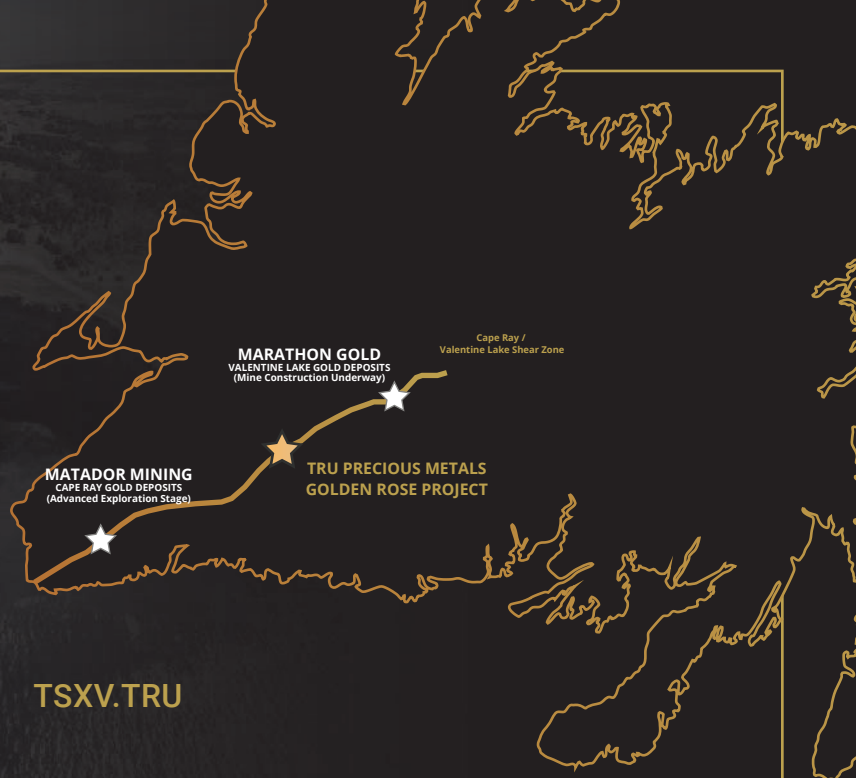 Cape Ray /
Valentine Lake Shear Zone
MARATHON GOLD
VALENTINE LAKE GOLD DEPOSITS
(Mine Construction Underway)
TRU PRECIOUS METALS
GOLDEN ROSE PROJECT
MATADOR MINING
CAPE RAY GOLD DEPOSITS
(Advanced Exploration Stage)
TSXV.TRU